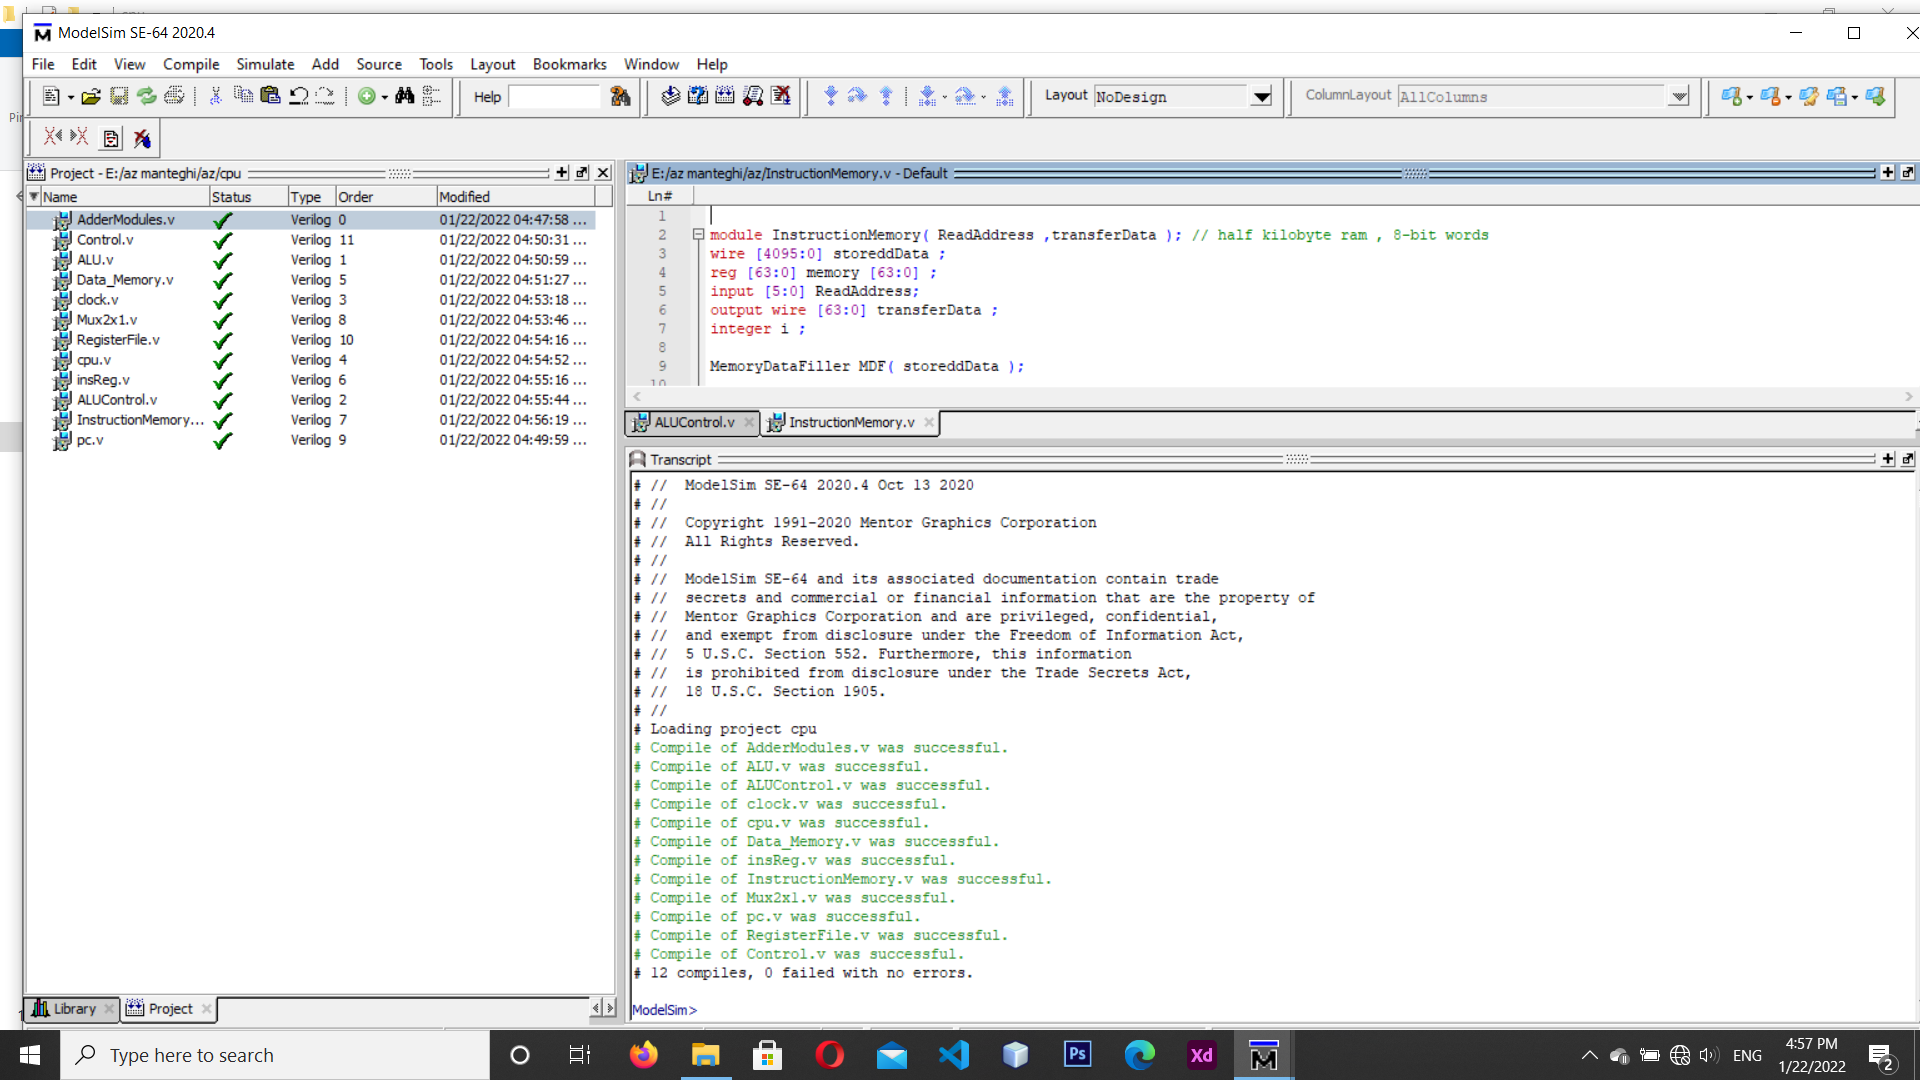 ModelSim SE-64 2020.4
File Edit View Compile Simulate Add Source Tools Layout Bookmarks Window Help
Help
Layout NoDesign
ColumnLayout AllColumns
Project - E:/az manteghi/az/cpu
Name Status Type Order Modified
AdderModules.v Verilog 0 01/22/2022 04:47:58 ...
Control.v Verilog 11 01/22/2022 04:50:31 ...
ALU.v Verilog 1 01/22/2022 04:50:59 ...
Data_Memory.v Verilog 5 01/22/2022 04:51:27 ...
clock.v Verilog 3 01/22/2022 04:53:18 ...
Mux2x1.v Verilog 8 01/22/2022 04:53:46 ...
RegisterFile.v Verilog 10 01/22/2022 04:54:16 ...
cpu.v Verilog 4 01/22/2022 04:54:52 ...
insReg.v Verilog 6 01/22/2022 04:55:16 ...
ALUControl.v Verilog 2 01/22/2022 04:55:44 ...
InstructionMemory... Verilog 7 01/22/2022 04:56:19 ...
pc.v Verilog 9 01/22/2022 04:49:59 ...
Library Project
E:/az manteghi/az/InstructionMemory.v - Default
Ln#
1
2 module InstructionMemory( ReadAddress ,transferData ); // half kilobyte ram , 8-bit words
3 wire [4095:0] storeddData ;
4 reg [63:0] memory [63:0] ;
5 input [5:0] ReadAddress;
6 output wire [63:0] transferData ;
7 integer i ;
8
9 MemoryDataFiller MDF( storeddData );
10
ALUControl.v InstructionMemory.v
Transcript
# // ModelSim SE-64 2020.4 Oct 13 2020
# //
# // Copyright 1991-2020 Mentor Graphics Corporation
# // All Rights Reserved.
# //
# // ModelSim SE-64 and its associated documentation contain trade
# // secrets and commercial or financial information that are the property of
# // Mentor Graphics Corporation and are privileged, confidential,
# // and exempt from disclosure under the Freedom of Information Act,
# // 5 U.S.C. Section 552. Furthermore, this information
# // is prohibited from disclosure under the Trade Secrets Act,
# // 18 U.S.C. Section 1905.
# //
# Loading project cpu
# Compile of AdderModules.v was successful.
# Compile of ALU.v was successful.
# Compile of ALUControl.v was successful.
# Compile of clock.v was successful.
# Compile of cpu.v was successful.
# Compile of Data_Memory.v was successful.
# Compile of insReg.v was successful.
# Compile of InstructionMemory.v was successful.
# Compile of Mux2x1.v was successful.
# Compile of pc.v was successful.
# Compile of RegisterFile.v was successful.
# Compile of Control.v was successful.
# 12 compiles, 0 failed with no errors.
ModelSim>
Type here to search
Ps
Xd
ENG
4:57 PM
1/22/2022
2